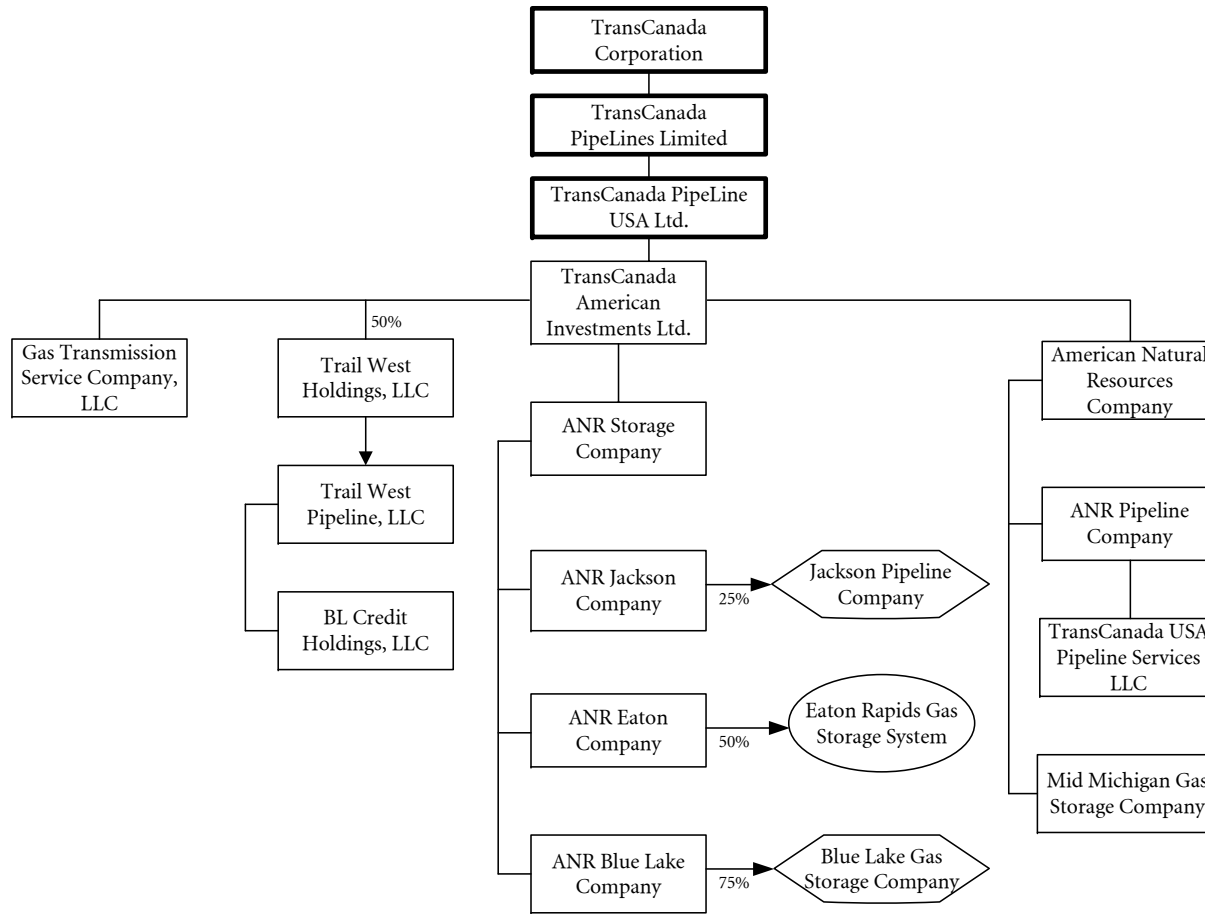 TransCanada
Corporation
TransCanada
PipeLines Limited
TransCanada PipeLine
USA Ltd.
TransCanada
American
Investments Ltd.
50%
Gas Transmission
Service Company,
LLC
Trail West
Holdings, LLC
American Natural
Resources
Company
ANR Storage
Company
Trail West
Pipeline, LLC
ANR Pipeline
Company
ANR Jackson
Company
25%
Jackson Pipeline
Company
BL Credit
Holdings, LLC
TransCanada USA
Pipeline Services
LLC
ANR Eaton
Company
50%
Eaton Rapids Gas
Storage System
Mid Michigan Gas
Storage Company
ANR Blue Lake
Company
75%
Blue Lake Gas
Storage Company